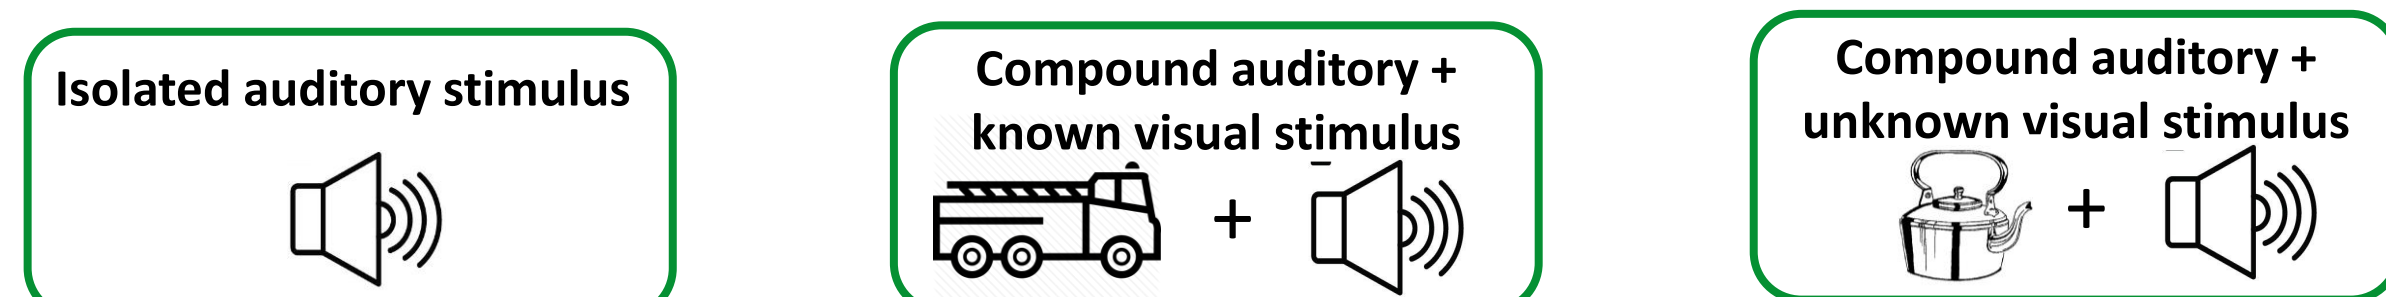 Isolated auditory stimulus
Compound auditory +
known visual stimulus
+
Compound auditory +
unknown visual stimulus
+